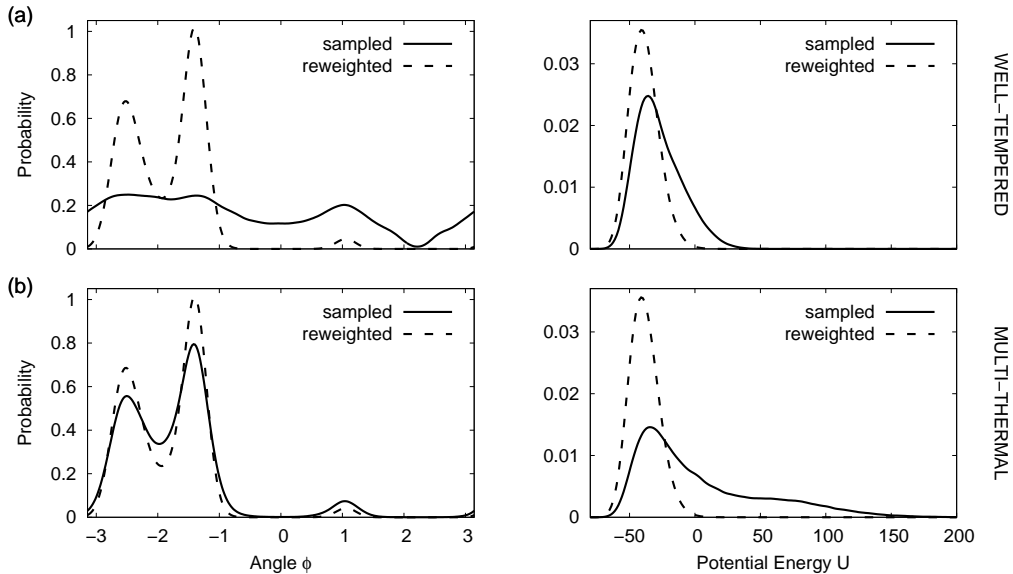 (a)
sampled
reweighted
Probability
1
0.8
0.6
0.4
0.2
0
sampled
reweighted
0.03
0.02
0.01
0
WELL-TEMPERED
(b)
sampled
reweighted
Probability
1
0.8
0.6
0.4
0.2
0
−3 −2 −1 0 1 2 3
Angle ϕ
sampled
reweighted
0.03
0.02
0.01
0
−50 0 50 100 150 200
Potential Energy U
MULTI−THERMAL